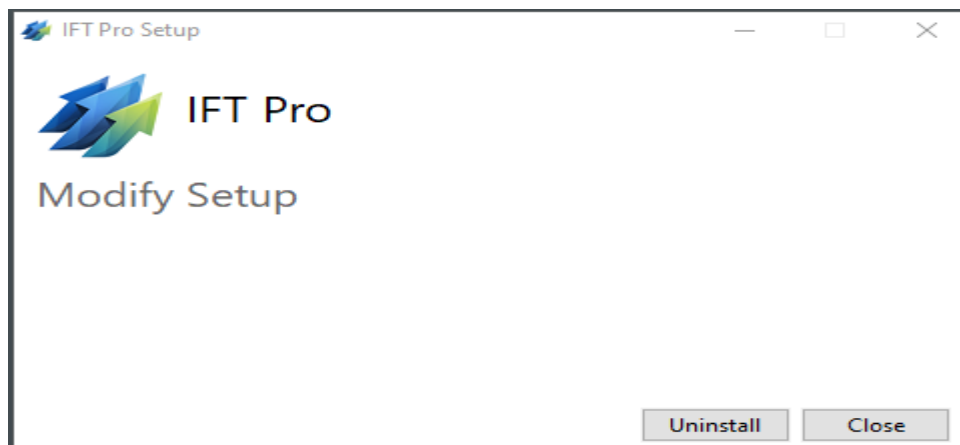 IFT Pro Setup
IFT Pro
Modify Setup
Uninstall Close